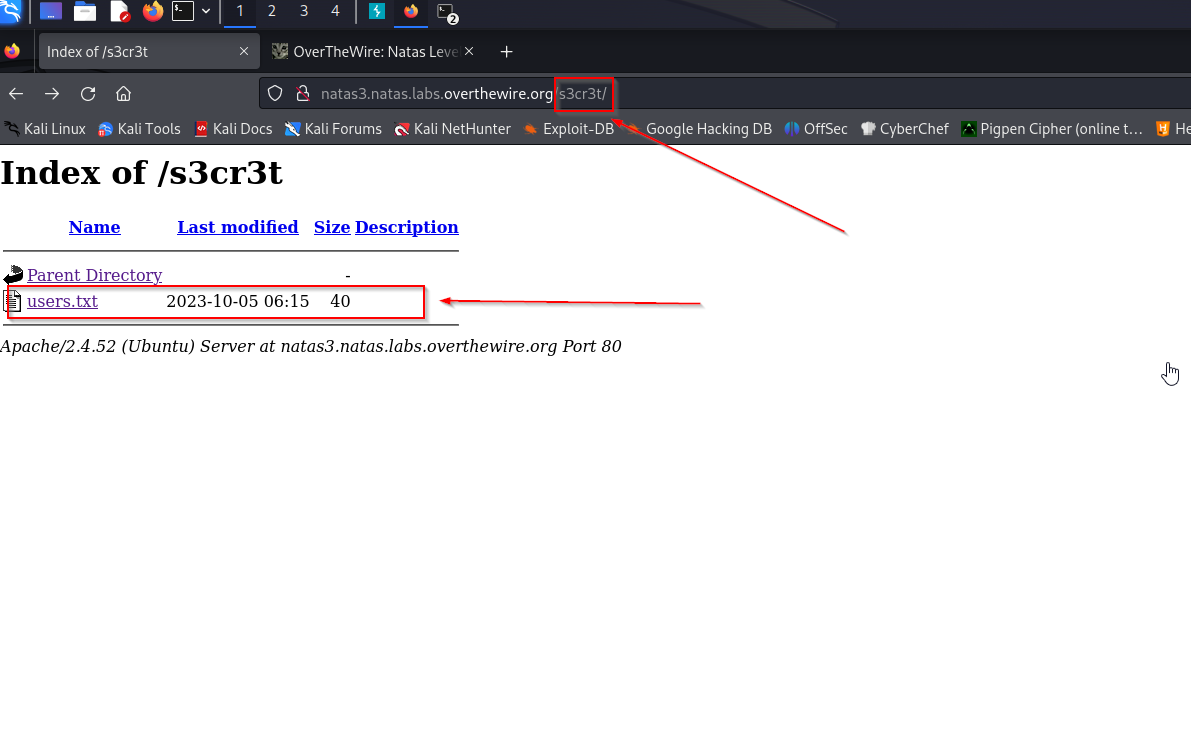 1 2 3 4 2
Index of /s3cr3t OverTheWire: Natas Leve
natas3.natas.labs.overthewire.org/s3cr3t/
Kali Linux Kali Tools Kali Docs Kali Forums Kali NetHunter Exploit-DB Google Hacking DB OffSec CyberChef Pigpen Cipher (online t... He
Index of /s3cr3t
Name Last modified Size Description
Parent Directory -
users.txt 2023-10-05 06:15 40
Apache/2.4.52 (Ubuntu) Server at natas3.natas.labs.overthewire.org Port 80